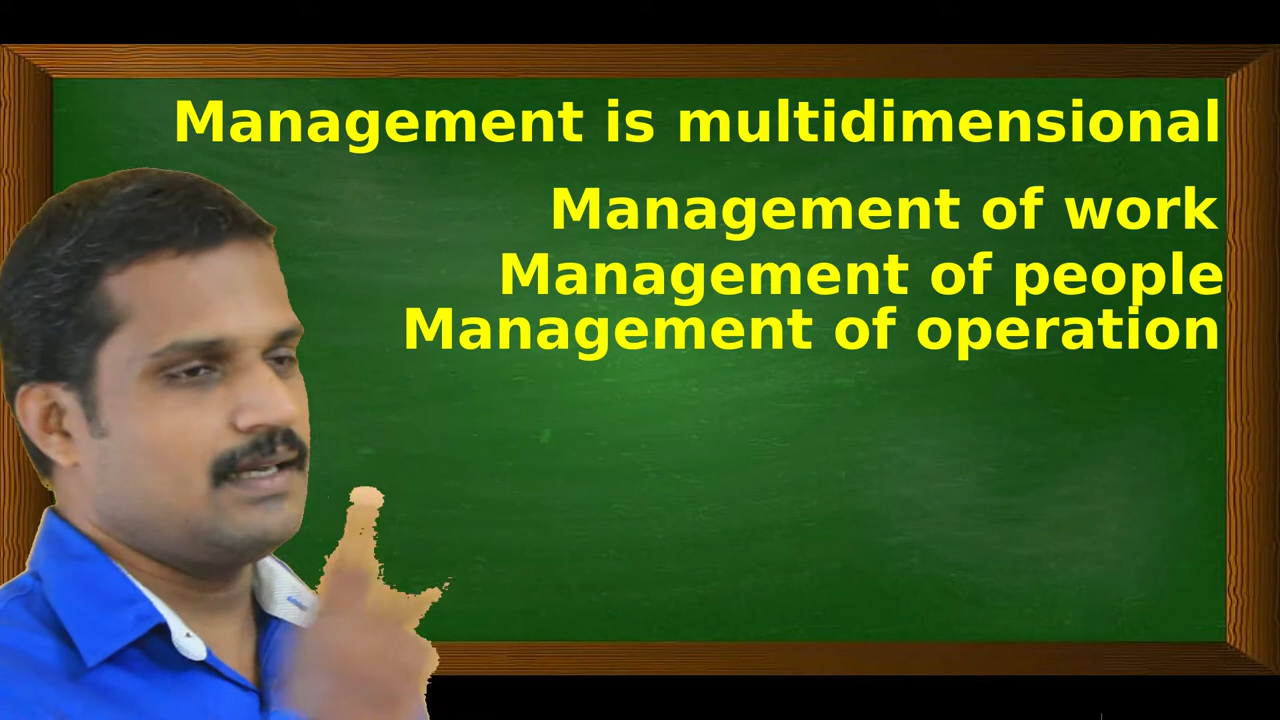 Management is multidimensional
Management of work
Management of people
Management of operation